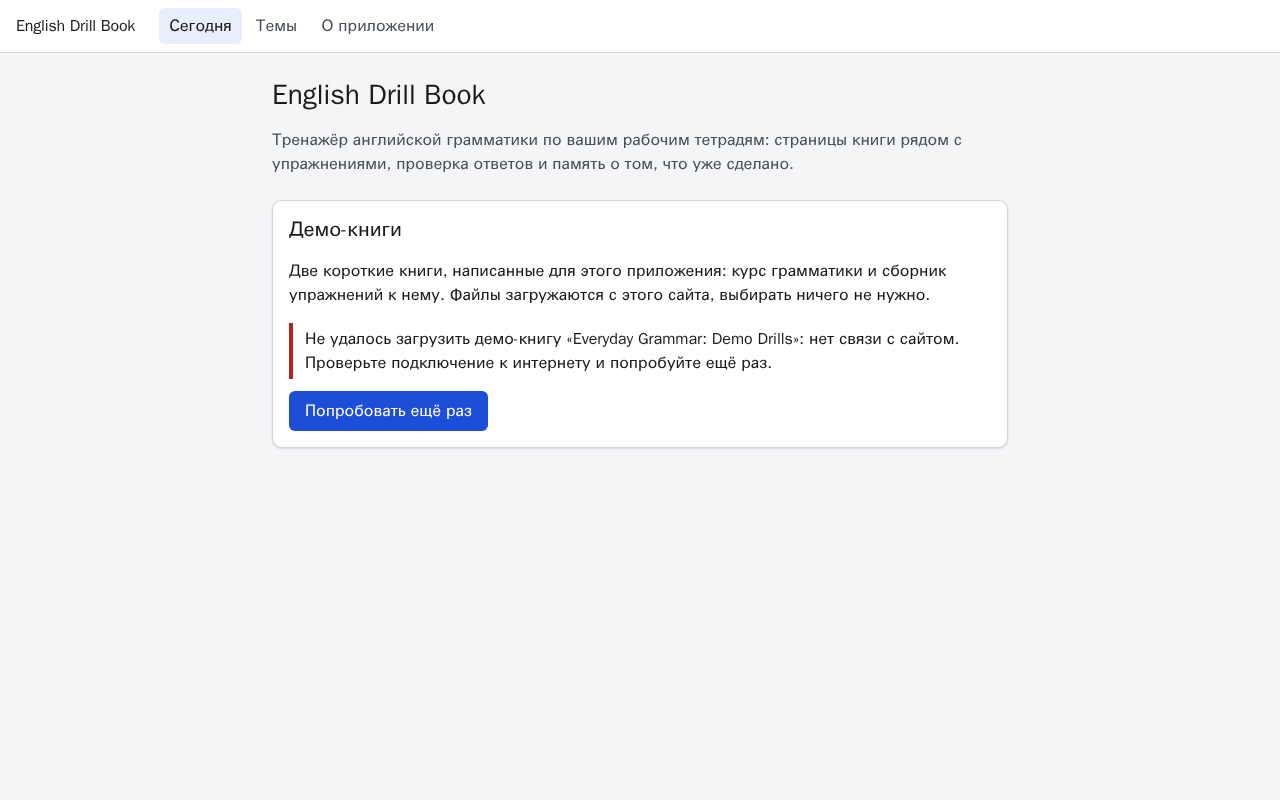 English Drill Book
Сегодня
Темы
О приложении
English Drill Book
Тренажёр английской грамматики по вашим рабочим тетрадям: страницы книги рядом с
упражнениями, проверка ответов и память о том, что уже сделано.
Демо-книги
Две короткие книги, написанные для этого приложения: курс грамматики и сборник
упражнений к нему. Файлы загружаются с этого сайта, выбирать ничего не нужно.
Не удалось загрузить демо-книгу «Everyday Grammar: Demo Drills»: нет связи с сайтом.
Проверьте подключение к интернету и попробуйте ещё раз.
Попробовать ещё раз